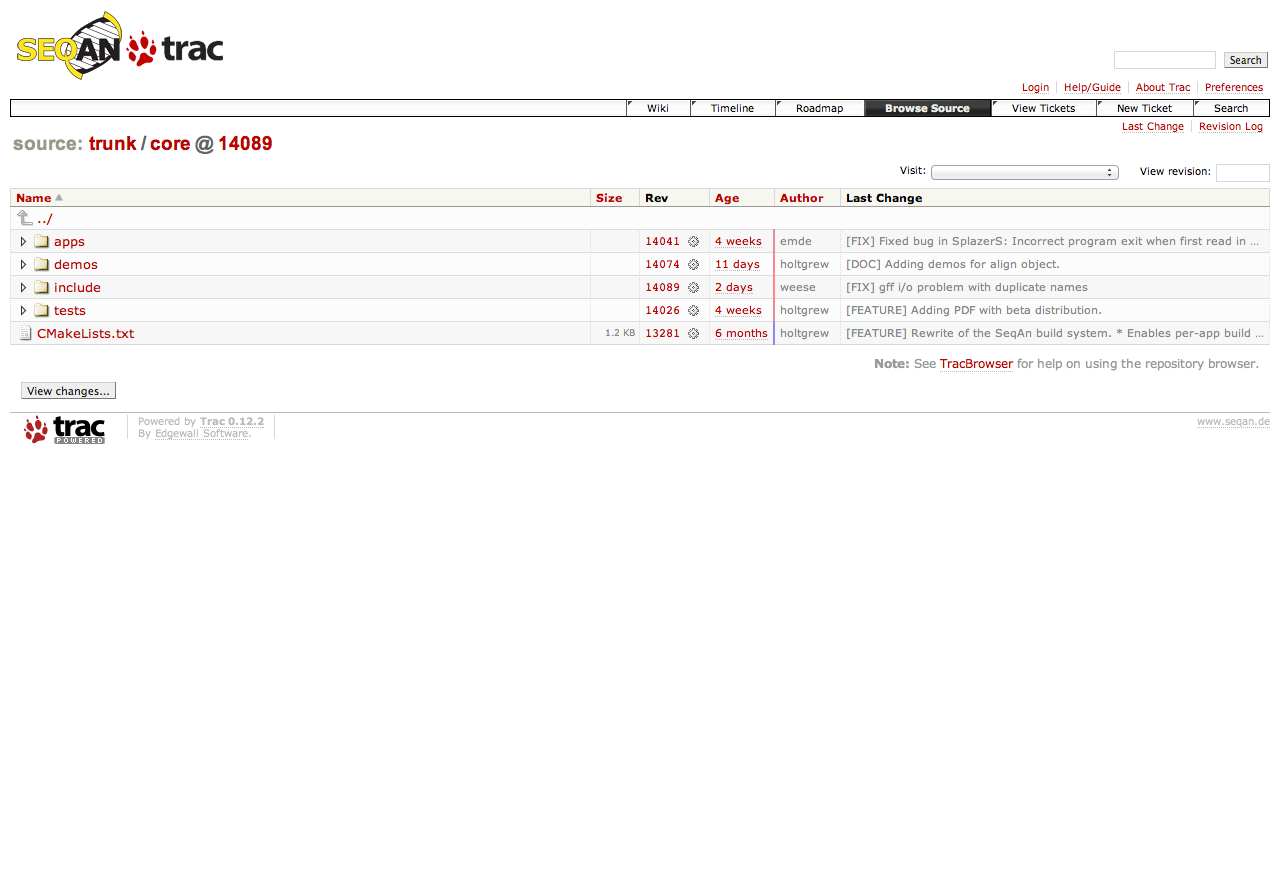 SEQAN trac
Search
Login Help/Guide About Trac Preferences
Wiki Timeline Roadmap Browse Source View Tickets New Ticket Search
Last Change Revision Log
source: trunk / core @ 14089
Visit: View revision:
Name Size Rev Age Author Last Change
../
apps 14041 4 weeks emde [FIX] Fixed bug in SplazerS: Incorrect program exit when first read in …
demos 14074 11 days holtgrew [DOC] Adding demos for align object.
include 14089 2 days weese [FIX] gff i/o problem with duplicate names
tests 14026 4 weeks holtgrew [FEATURE] Adding PDF with beta distribution.
CMakeLists.txt 1.2 KB 13281 6 months holtgrew [FEATURE] Rewrite of the SeqAn build system. * Enables per-app build …
Note: See TracBrowser for help on using the repository browser.
View changes...
trac POWERED
Powered by Trac 0.12.2
By Edgewall Software.
www.seqan.de